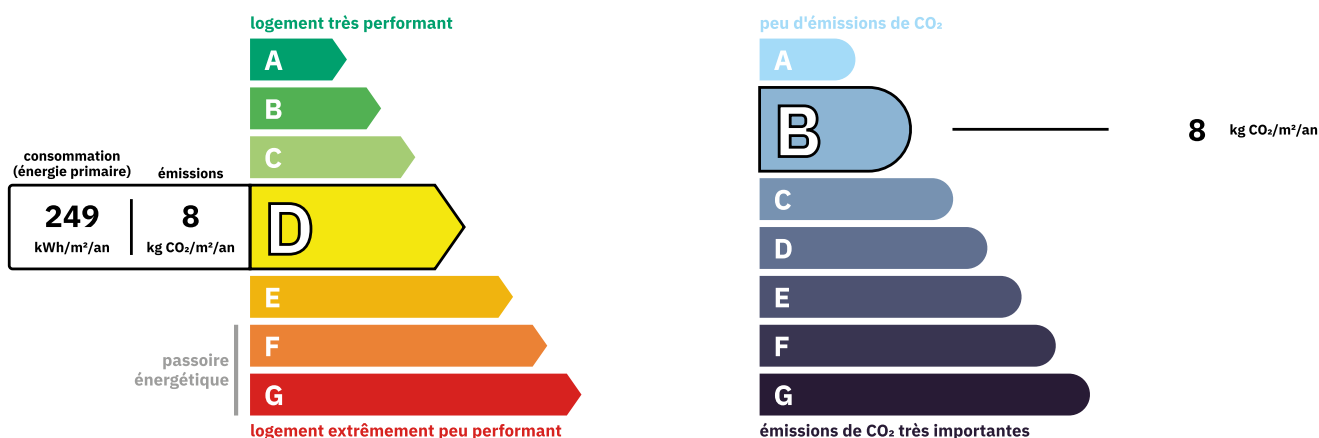 logement très performant
A
B
C
consommation
(énergie primaire)
émissions
249
kWh/m²/an
8
kg CO₂/m²/an
D
E
F
G
passoire
énergétique
logement extrêmement peu performant
peu d'émissions de CO₂
A
B
8 kg CO₂/m²/an
C
D
E
F
G
émissions de CO₂ très importantes